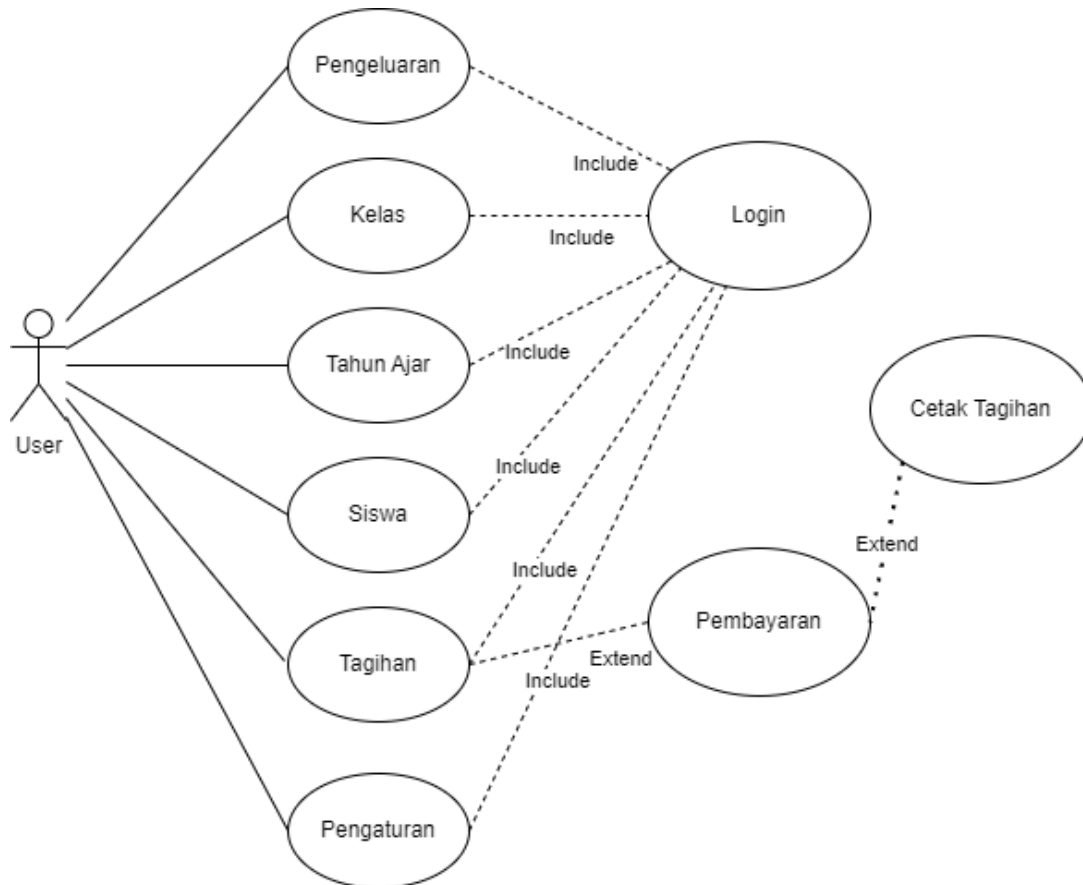 Pengeluaran
Include
Kelas
Login
Include
Tahun Ajar
Include
User
Cetak Tagihan
Siswa
Include
Extend
Include
Pembayaran
Tagihan
Extend
Include
Pengaturan